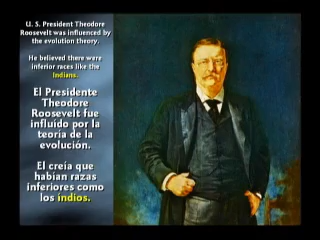 U. S. President Theodore
Roosevelt was influenced by
the evolution theory.
He believed there were
inferior races like the
Indians.
El Presidente
Theodore
Roosevelt fue
influido por la
teoría de la
evolución.
El creía que
habian razas
inferiores como
los indios.